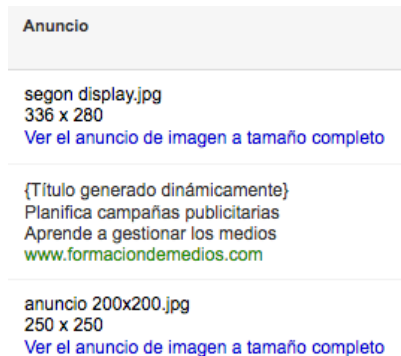 Anuncio
segon display.jpg
336 x 280
Ver el anuncio de imagen a tamaño completo
{Título generado dinámicamente}
Planifica campañas publicitarias
Aprende a gestionar los medios
www.formaciondemedios.com
anuncio 200x200.jpg
250 x 250
Ver el anuncio de imagen a tamaño completo